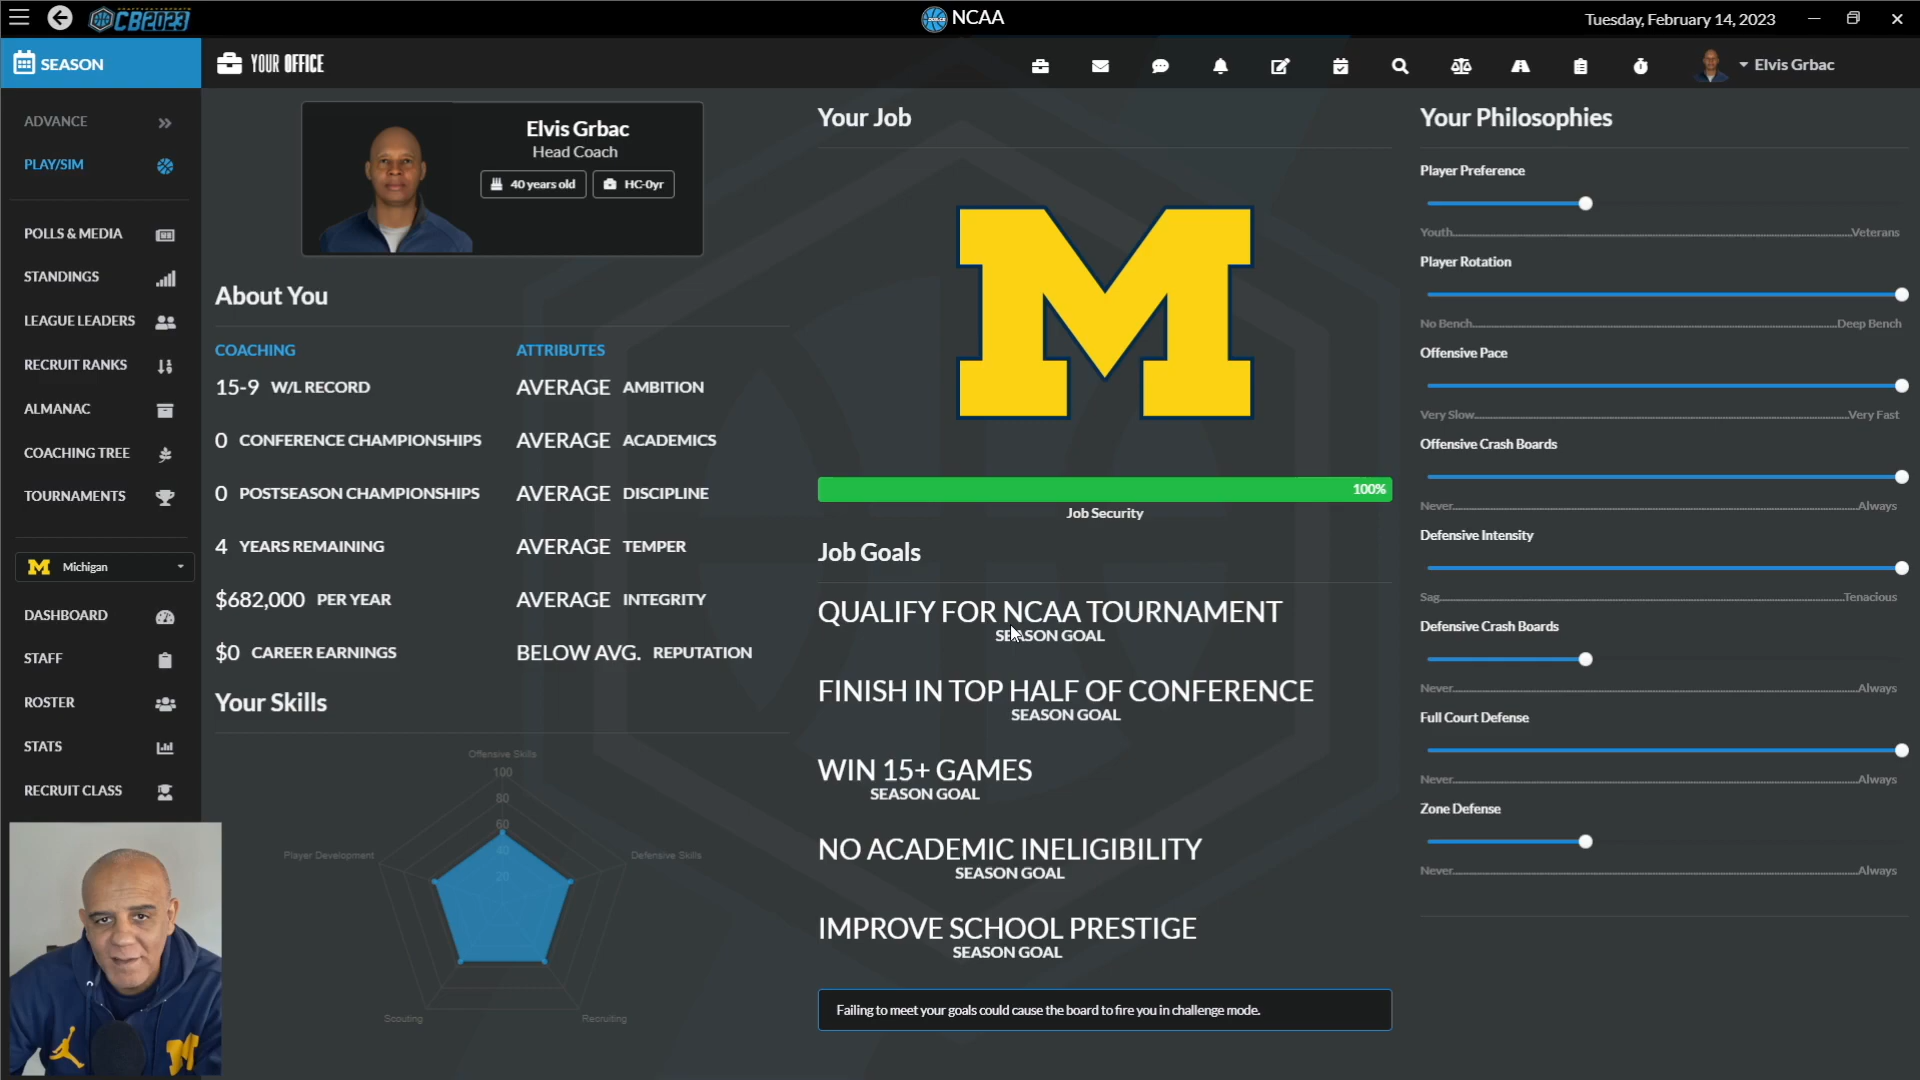 CB2023
NCAA
Tuesday, February 14, 2023
SEASON
YOUR OFFICE
Elvis Grbac
ADVANCE
PLAY/SIM
POLLS & MEDIA
STANDINGS
LEAGUE LEADERS
RECRUIT RANKS
ALMANAC
COACHING TREE
TOURNAMENTS
Michigan
DASHBOARD
STAFF
ROSTER
STATS
RECRUIT CLASS
Elvis Grbac
Head Coach
40 years old
HC-0yr
About You
COACHING
15-9 W/L RECORD
0 CONFERENCE CHAMPIONSHIPS
0 POSTSEASON CHAMPIONSHIPS
4 YEARS REMAINING
$682,000 PER YEAR
$0 CAREER EARNINGS
ATTRIBUTES
AVERAGE AMBITION
AVERAGE ACADEMICS
AVERAGE DISCIPLINE
AVERAGE TEMPER
AVERAGE INTEGRITY
BELOW AVG. REPUTATION
Your Skills
Offensive Skills
100
80
60
40
20
Player Development
Defensive Skills
Scouting
Recruiting
Your Job
M
100%
Job Security
Job Goals
QUALIFY FOR NCAA TOURNAMENT
SEASON GOAL
FINISH IN TOP HALF OF CONFERENCE
SEASON GOAL
WIN 15+ GAMES
SEASON GOAL
NO ACADEMIC INELIGIBILITY
SEASON GOAL
IMPROVE SCHOOL PRESTIGE
SEASON GOAL
Failing to meet your goals could cause the board to fire you in challenge mode.
Your Philosophies
Player Preference
Youth Veterans
Player Rotation
No Bench Deep Bench
Offensive Pace
Very Slow Very Fast
Offensive Crash Boards
Never Always
Defensive Intensity
Sag Tenacious
Defensive Crash Boards
Never Always
Full Court Defense
Never Always
Zone Defense
Never Always